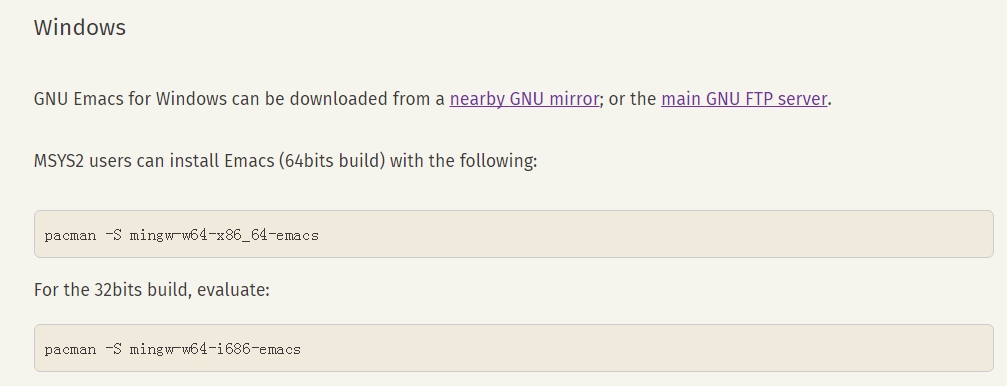 Windows
GNU Emacs for Windows can be downloaded from a nearby GNU mirror; or the main GNU FTP server.
MSYS2 users can install Emacs (64bits build) with the following:
pacman -S mingw-w64-x86_64-emacs
For the 32bits build, evaluate:
pacman -S mingw-w64-i686-emacs